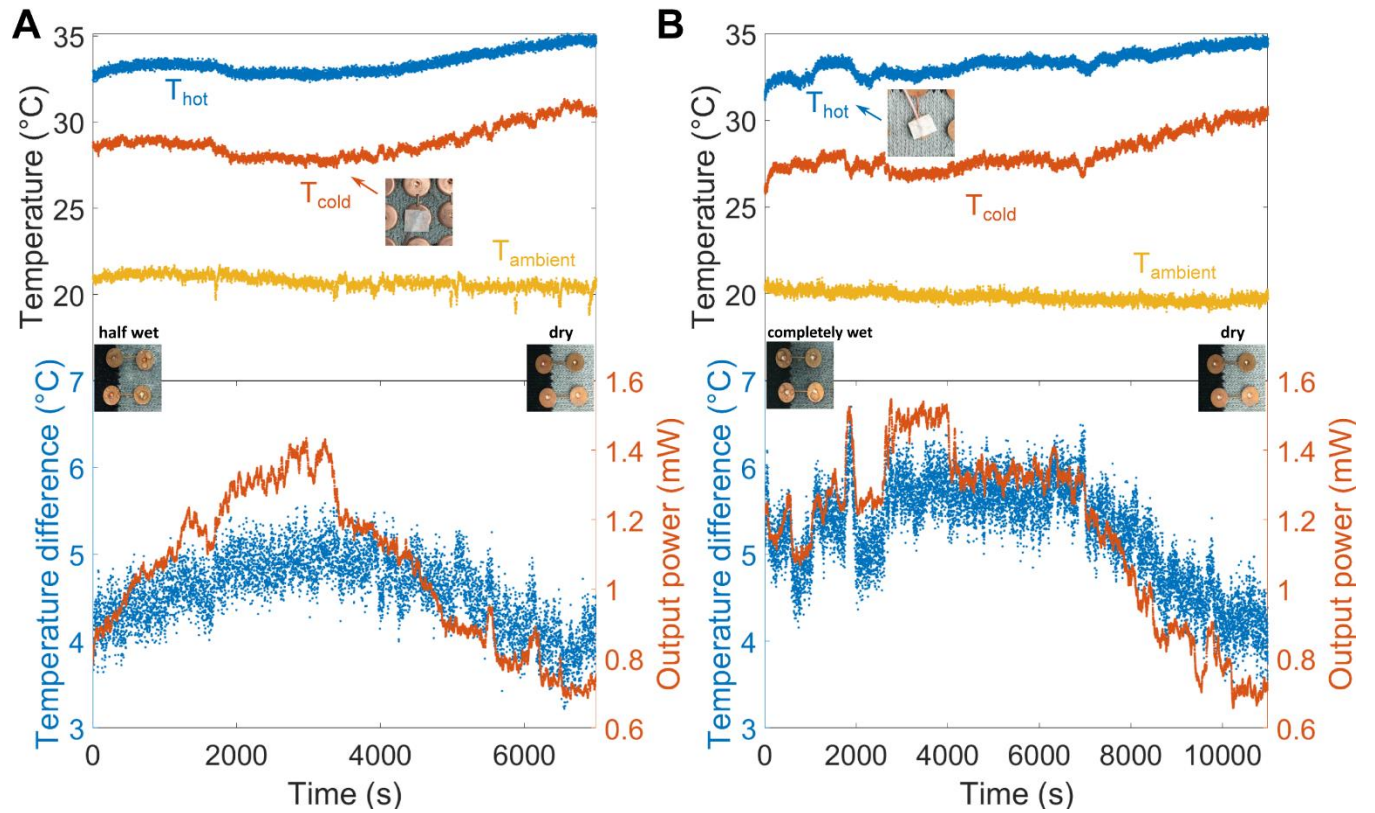 A
B
35
30
25
20
Temperature (°C)
T_hot
T_cold
T_ambient
half wet
dry
7
6
5
4
3
Temperature difference (°C)
1.6
1.4
1.2
1
0.8
0.6
Output power (mW)
0
2000
4000
6000
Time (s)
35
30
25
20
Temperature (°C)
T_hot
T_cold
T_ambient
completely wet
dry
7
6
5
4
3
Temperature difference (°C)
1.6
1.4
1.2
1
0.8
0.6
Output power (mW)
0
2000
4000
6000
8000
10000
Time (s)